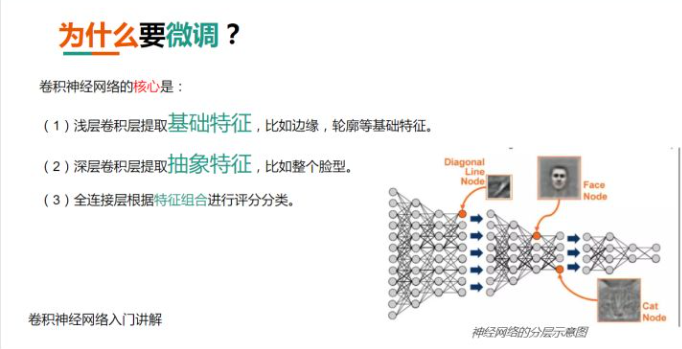 为什么要微调？
卷积神经网络的核心是：
（1）浅层卷积层提取基础特征，比如边缘，轮廓等基础特征。
（2）深层卷积层提取抽象特征，比如整个脸型。
（3）全连接层根据特征组合进行评分分类。
Diagonal
Line
Node
Face
Node
Cat
Node
神经网络的分层示意图
卷积神经网络入门讲解